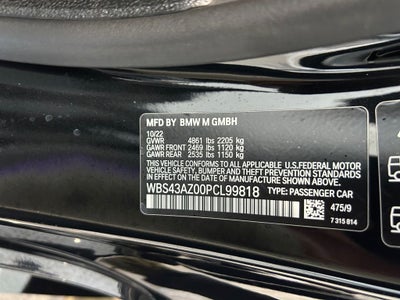 MFD BY BMW M GMBH
10/22
GVWR 4861 lbs 2205 kg
GAWR FRONT 2469 lbs 1120 kg
GAWR REAR 2535 lbs 1150 kg
THIS VEHICLE CONFORMS TO ALL APPLICABLE U.S.FEDERAL MOTOR
VEHICLE SAFETY, BUMPER, AND THEFT PREVENTION STANDARDS
IN EFFECT ON THE DATE OF MANUFACTURE SHOWN ABOVE.
WBS43AZ00PCL99818 TYPE: PASSENGER CAR
475/9
7 315 814